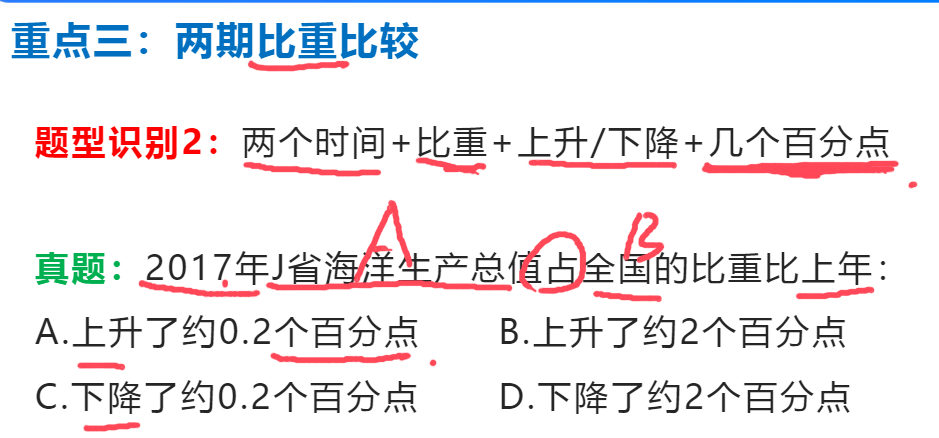 重点三：两期比重比较
题型识别2：两个时间+比重+上升/下降+几个百分点
A B
真题：2017年J省海洋生产总值占全国的比重比上年：
A.上升了约0.2个百分点 B.上升了约2个百分点
C.下降了约0.2个百分点 D.下降了约2个百分点